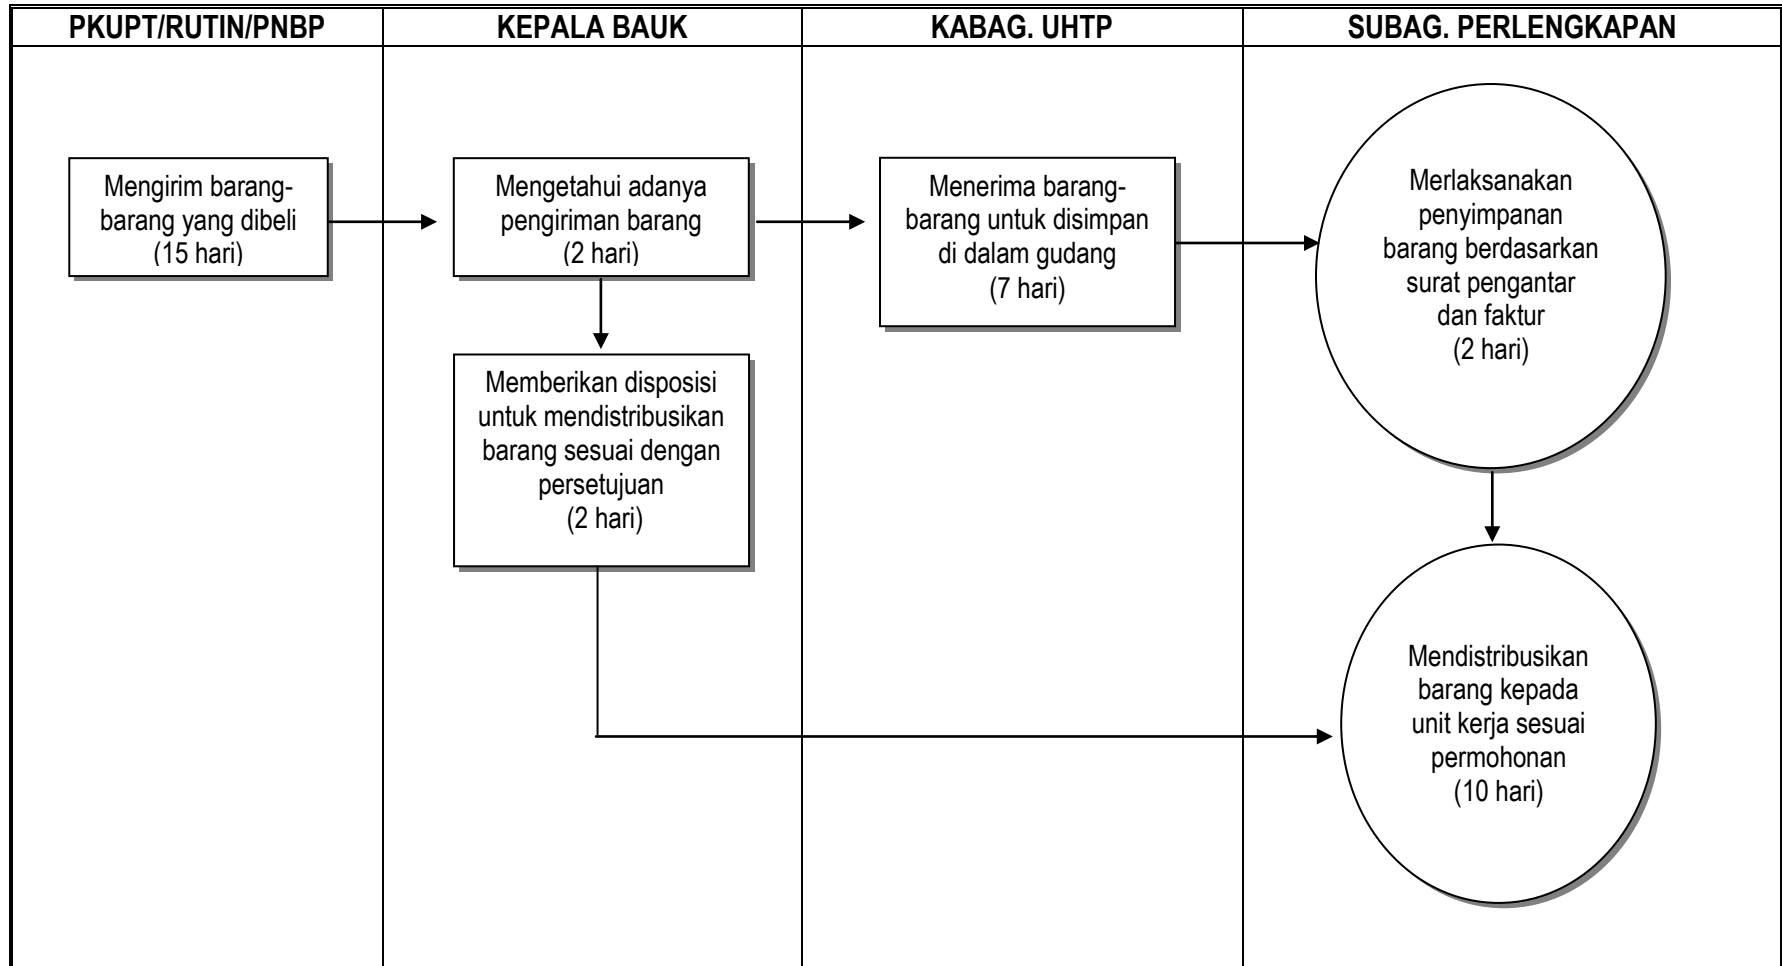 PKUPT/RUTIN/PNBP
KEPALA BAUK
KABAG. UHTP
SUBAG. PERLENGKAPAN
Mengirim barang-
barang yang dibeli
(15 hari)
Mengetahui adanya
pengiriman barang
(2 hari)
Menerima barang-
barang untuk disimpan
di dalam gudang
(7 hari)
Merlaksanakan
penyimpanan
barang berdasarkan
surat pengantar
dan faktur
(2 hari)
Memberikan disposisi
untuk mendistribusikan
barang sesuai dengan
persetujuan
(2 hari)
Mendistribusikan
barang kepada
unit kerja sesuai
permohonan
(10 hari)